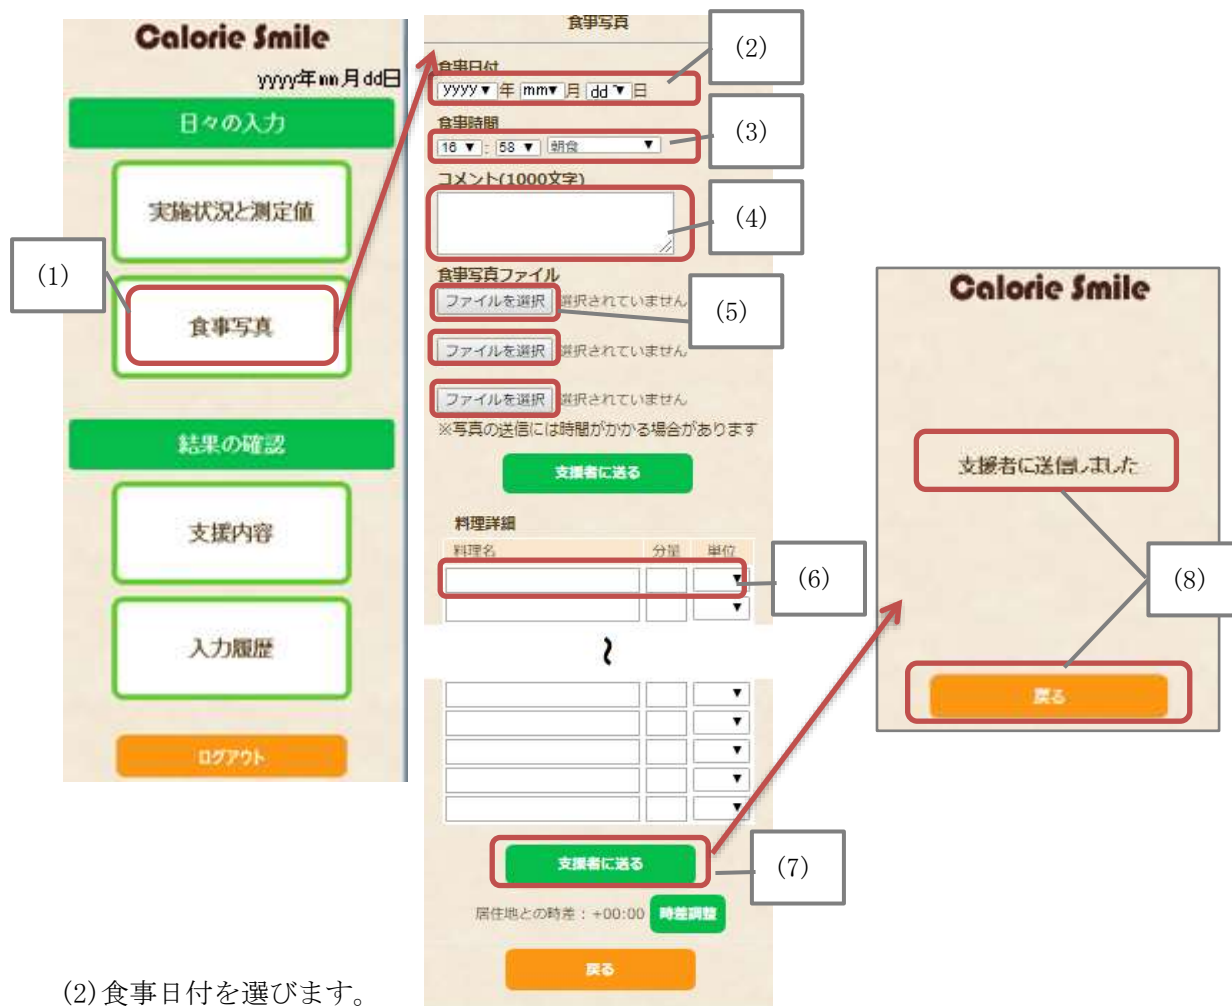 Calorie Smile
yyyy年mm月dd日
日々の入力
実施状況と測定値
(1)
食事写真
結果の確認
支援内容
入力履歴
ログアウト
食事写真
(2)
食事日付
yyyy▼年 mm▼月 dd▼日
食事時間
(3)
16 ▼ : 58 ▼ 朝食 ▼
コメント(1000文字)
(4)
食事写真ファイル
ファイルを選択 選択されていません
(5)
ファイルを選択 選択されていません
ファイルを選択 選択されていません
※写真の送信には時間がかかる場合があります
支援者に送る
料理詳細
料理名 分量 単位
▼
(6)
▼
~
▼
▼
▼
▼
▼
支援者に送る
(7)
居住地との時差：+00:00 時差調整
戻る
Calorie Smile
支援者に送信しました
(8)
戻る
(2)食事日付を選びます。